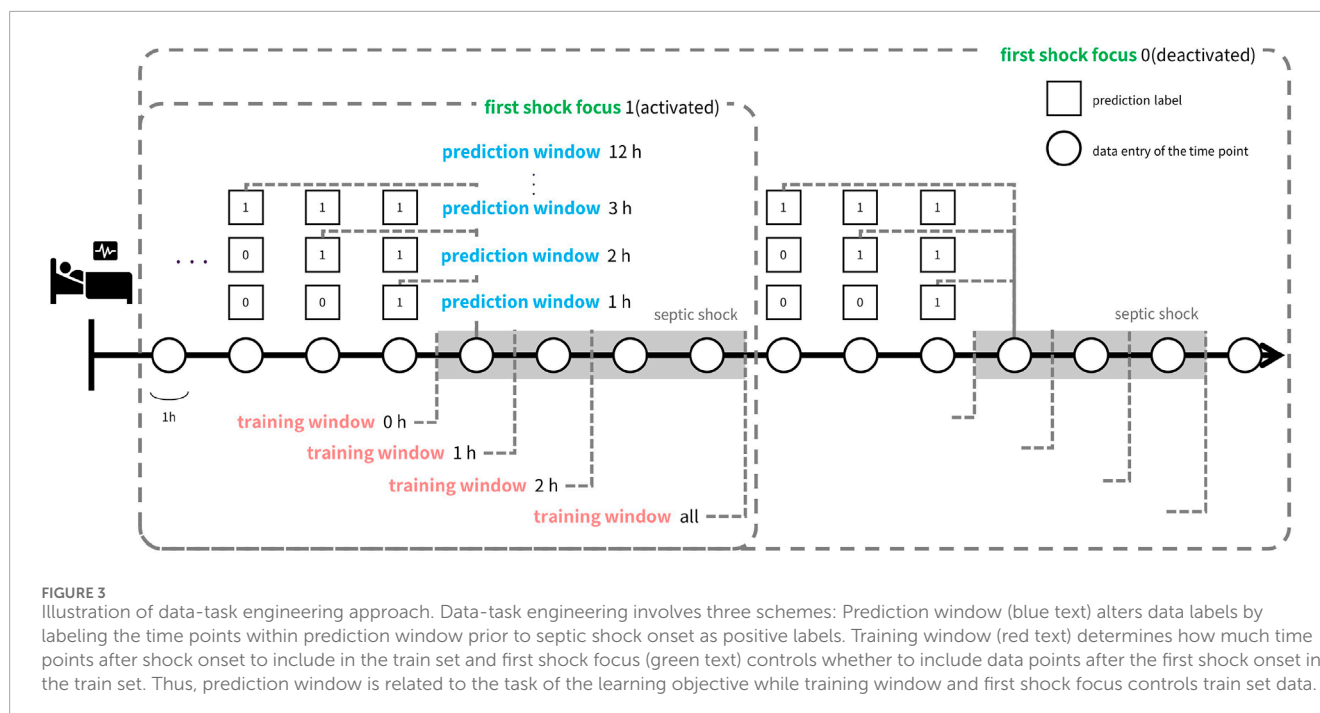 first shock focus 0(deactivated)
prediction label
data entry of the time point
first shock focus 1(activated)
prediction window 12 h
1 1 1 prediction window 3 h 1 1 1
. . . 0 1 1 prediction window 2 h 0 1 1
0 0 1 prediction window 1 h 0 0 1
septic shock septic shock
1h
training window 0 h
training window 1 h
training window 2 h
training window all
FIGURE 3
Illustration of data-task engineering approach. Data-task engineering involves three schemes: Prediction window (blue text) alters data labels by
labeling the time points within prediction window prior to septic shock onset as positive labels. Training window (red text) determines how much time
points after shock onset to include in the train set and first shock focus (green text) controls whether to include data points after the first shock onset in
the train set. Thus, prediction window is related to the task of the learning objective while training window and first shock focus controls train set data.